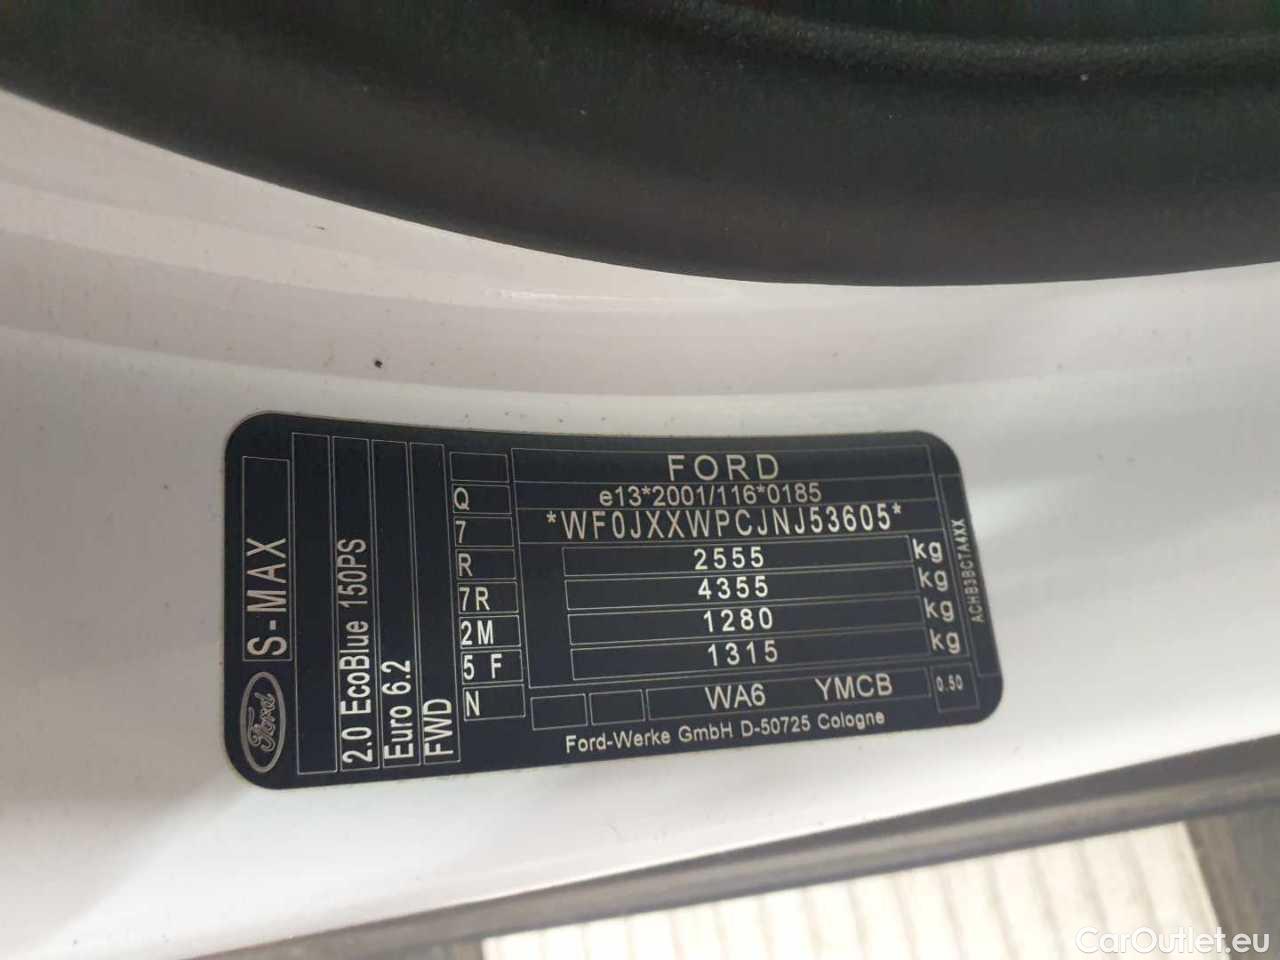 FORD
e13*2001/116*0185
*WF0JXXWPCJNJ53605*
2555 kg
4355 kg
1280 kg
1315 kg
WA6 YMCB
0.50
Ford-Werke GmbH D-50725 Cologne
ACHB3BCTA4XX
Q
7
R
7R
2M
5 F
N
S-MAX
2.0 EcoBlue 150PS
Euro 6.2
FWD
Ford
CarOutlet.eu